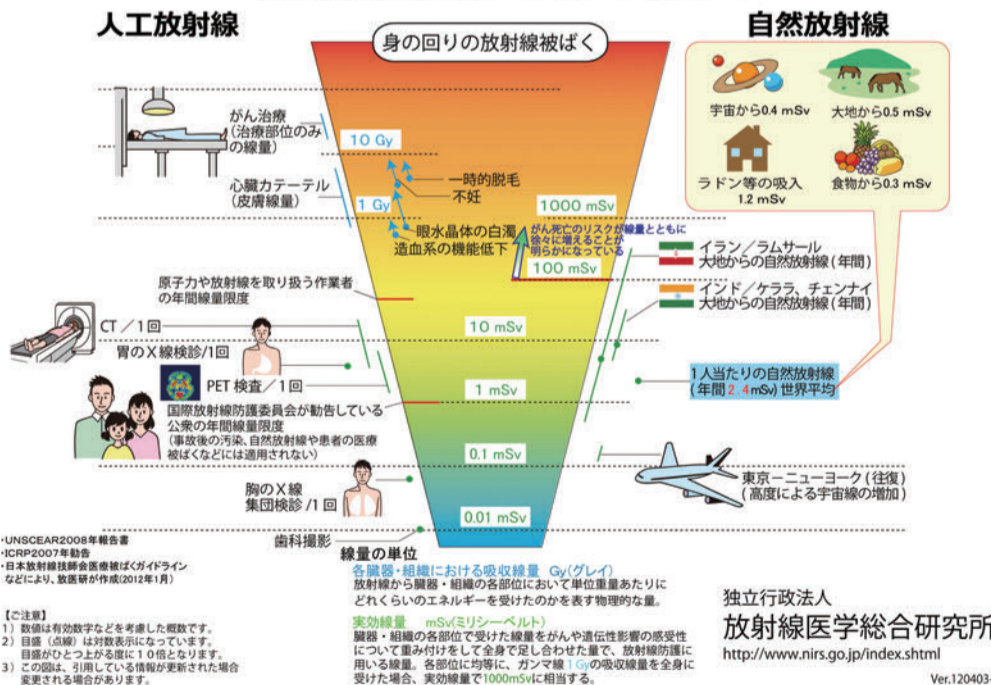 人工放射線
身の回りの放射線被ばく
自然放射線
宇宙から0.4 mSv
大地から0.5 mSv
ラドン等の吸入
1.2 mSv
食物から0.3 mSv
がん治療
(治療部位のみ
の線量)
10 Gy
心臓カテーテル
(皮膚線量)
1 Gy
一時的脱毛
不妊
眼水晶体の白濁
造血系の機能低下
1000 mSv
がん死亡のリスクが線量とともに
徐々に増えることが
明らかになっている
100 mSv
イラン/ラムサール
大地からの自然放射線(年間)
インド/ケララ、チェンナイ
大地からの自然放射線(年間)
原子力や放射線を取り扱う作業者
の年間線量限度
10 mSv
CT/1回
胃のX線検診/1回
PET検査/1回
1 mSv
1人当たりの自然放射線
(年間2.4mSv)世界平均
国際放射線防護委員会が勧告している
公衆の年間線量限度
(事故後の汚染、自然放射線や患者の医療
被ばくなどには適用されない)
0.1 mSv
東京-ニューヨーク(往復)
(高度による宇宙線の増加)
胸のX線
集団検診/1回
0.01 mSv
歯科撮影
・UNSCEAR2008年報告書
・ICRP2007年勧告
・日本放射線技師会医療被ばくガイドライン
などにより、放医研が作成(2012年1月)
【ご注意】
1)数値は有効数字などを考慮した概数です。
2)目盛(点線)は対数表示になっています。
目盛がひとつ上がる度に10倍となります。
3)この図は、引用している情報が更新された場合
変更される場合があります。
線量の単位
各臓器・組織における吸収線量 Gy(グレイ)
放射線から臓器・組織の各部位において単位重量あたりに
どれくらいのエネルギーを受けたのかを表す物理的な量。
実効線量 mSv(ミリシーベルト)
臓器・組織の各部位で受けた線量をがんや遺伝性影響の感受性
について重み付けをして全身で足し合わせた量で、放射線防護に
用いる線量。各部位に均等に、ガンマ線1Gyの吸収線量を全身に
受けた場合、実効線量で1000mSvに相当する。
独立行政法人
放射線医学総合研究所
http://www.nirs.go.jp/index.shtml